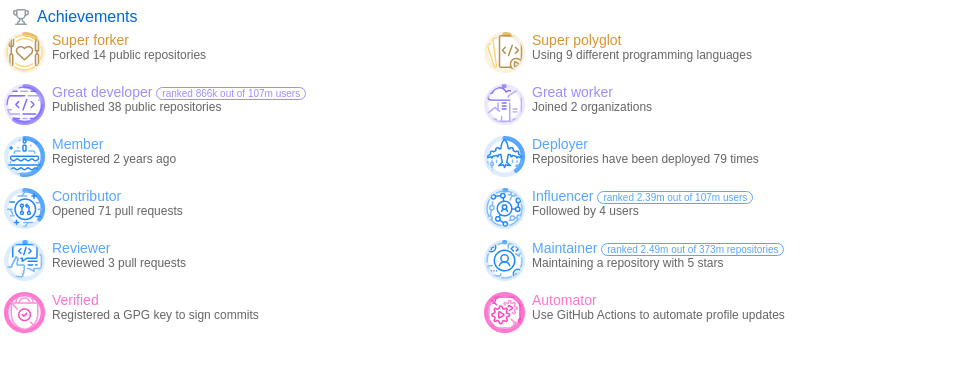 Achievements
Super forker
Forked 14 public repositories
Super polyglot
Using 9 different programming languages
Great developer ranked 866k out of 107m users
Published 38 public repositories
Great worker
Joined 2 organizations
Member
Registered 2 years ago
Deployer
Repositories have been deployed 79 times
Contributor
Opened 71 pull requests
Influencer ranked 2.39m out of 107m users
Followed by 4 users
Reviewer
Reviewed 3 pull requests
Maintainer ranked 2.49m out of 373m repositories
Maintaining a repository with 5 stars
Verified
Registered a GPG key to sign commits
Automator
Use GitHub Actions to automate profile updates